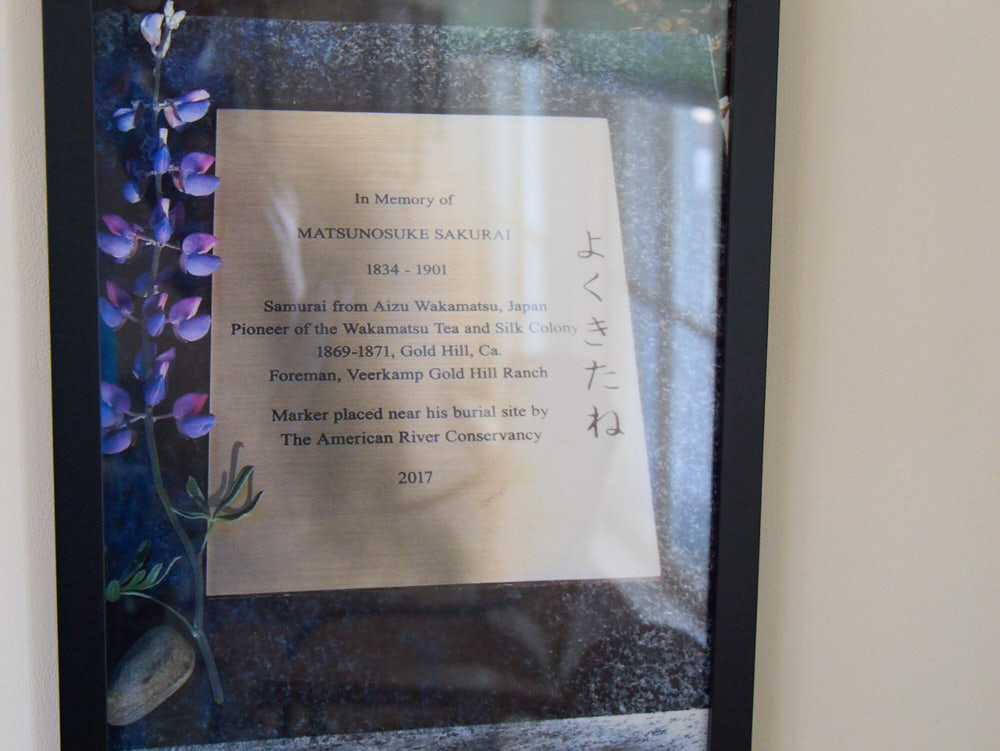 In Memory of
MATSUNOSUKE SAKURAI
1834 - 1901
Samurai from Aizu Wakamatsu, Japan
Pioneer of the Wakamatsu Tea and Silk Colony
1869-1871, Gold Hill, Ca.
Foreman, Veerkamp Gold Hill Ranch
Marker placed near his burial site by
The American River Conservancy
2017
よくきたね